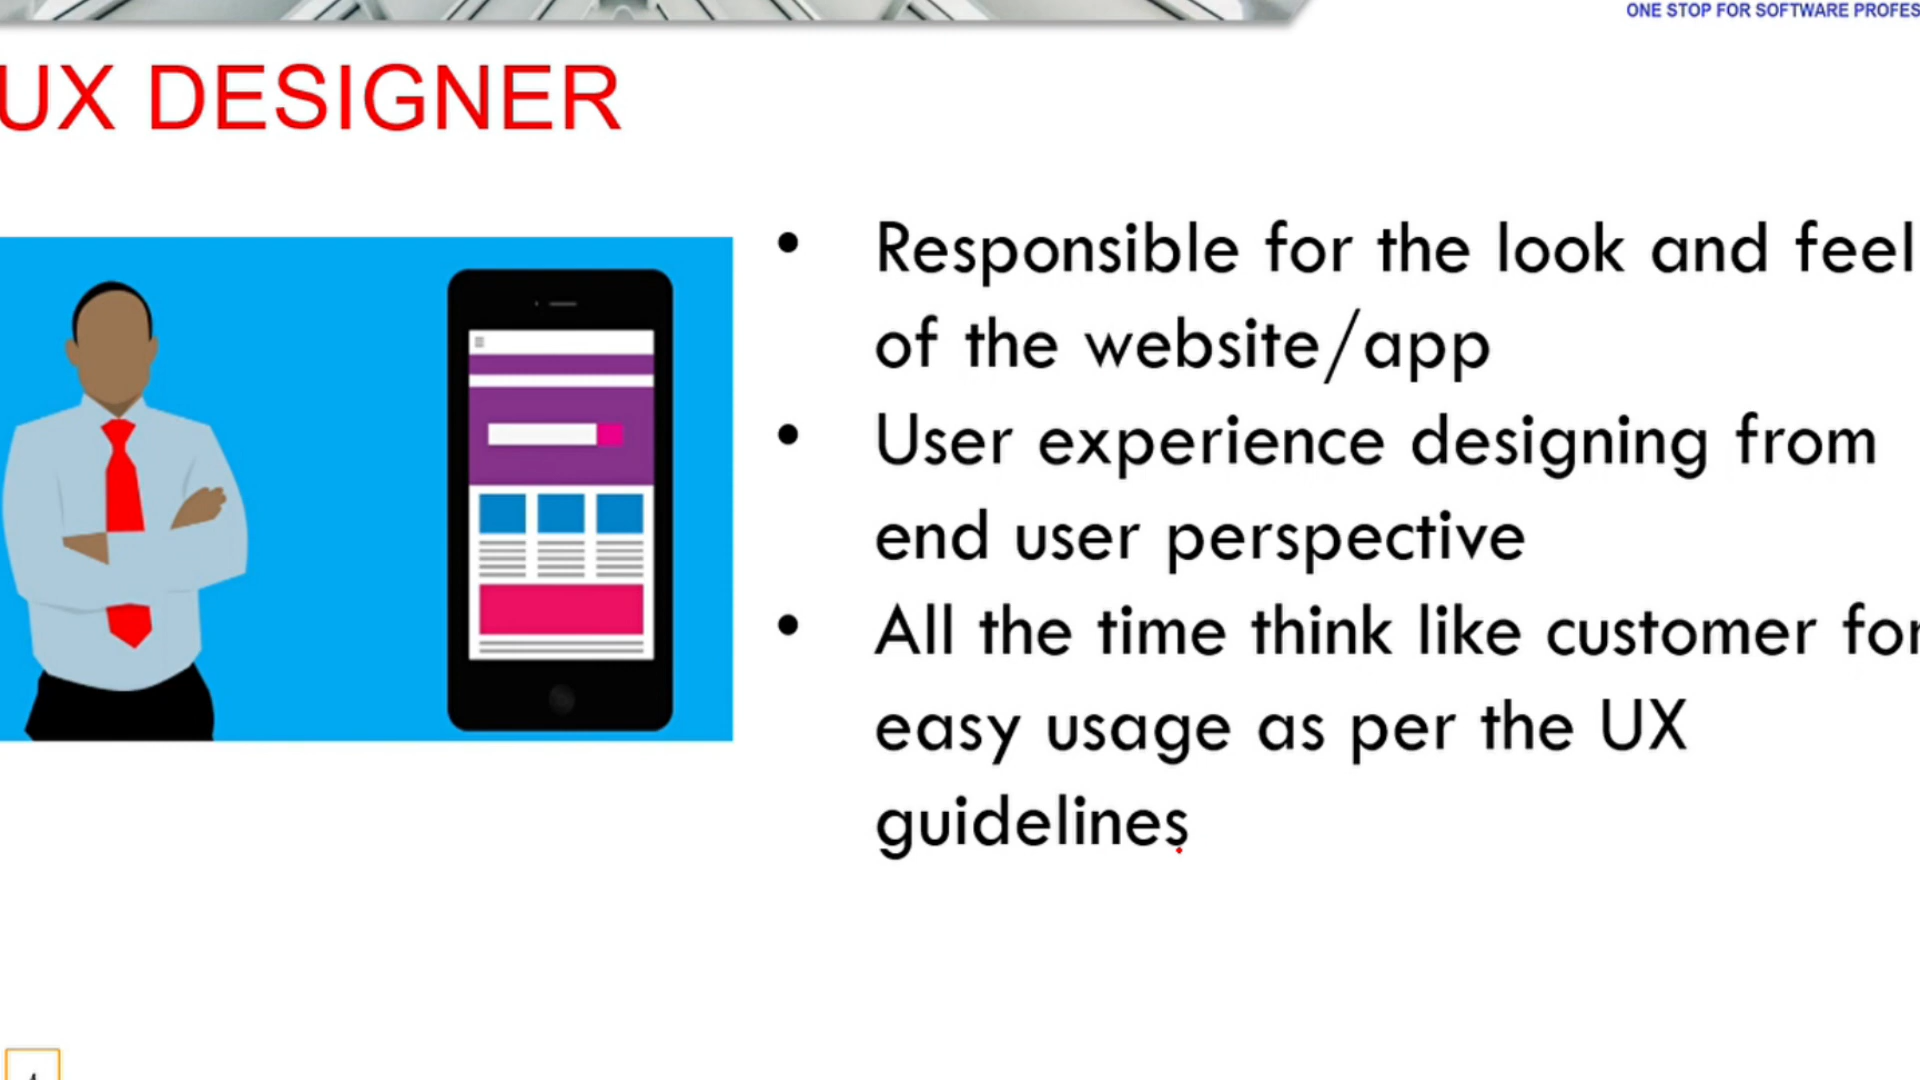 ONE STOP FOR SOFTWARE
UX DESIGNER
• Responsible for the look and feel
of the website/app
• User experience designing from
end user perspective
• All the time think like customer for
easy usage as per the UX
guidelines